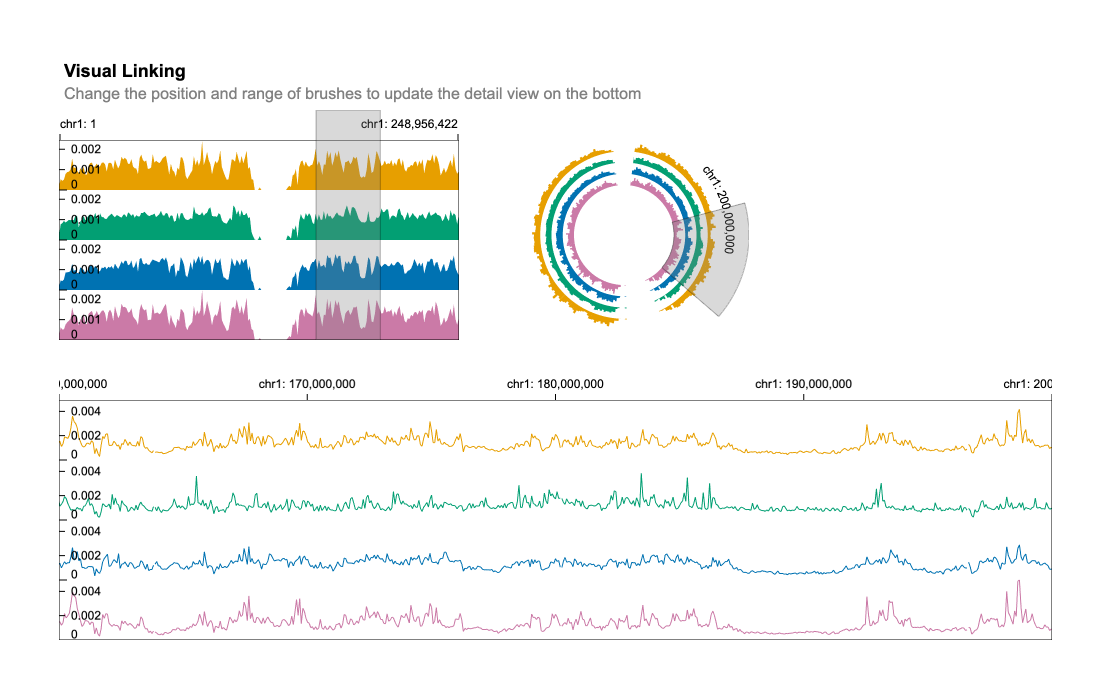 Visual Linking
Change the position and range of brushes to update the detail view on the bottom
chr1: 1
chr1: 248,956,422
0.002
0.001
0
0.002
0.001
0
0.002
0.001
0
0.002
0.001
0
chr1: 200,000,000
0,000,000
chr1: 170,000,000
chr1: 180,000,000
chr1: 190,000,000
chr1: 200
0.004
0.002
0
0.004
0.002
0
0.004
0.002
0
0.004
0.002
0